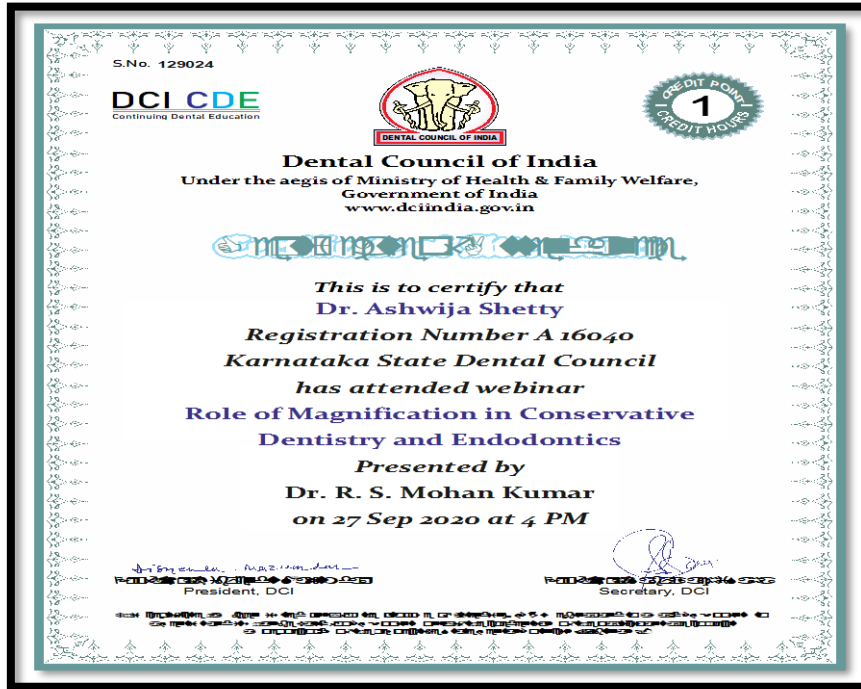 S.No. 129024
DCI CDE
Continuing Dental Education
DENTAL COUNCIL OF INDIA
CREDIT POINT
1
CREDIT HOURS
Dental Council of India
Under the aegis of Ministry of Health & Family Welfare,
Government of India
www.dciindia.gov.in
This is to certify that
Dr. Ashwija Shetty
Registration Number A 16040
Karnataka State Dental Council
has attended webinar
Role of Magnification in Conservative
Dentistry and Endodontics
Presented by
Dr. R. S. Mohan Kumar
on 27 Sep 2020 at 4 PM
President, DCI
Secretary, DCI